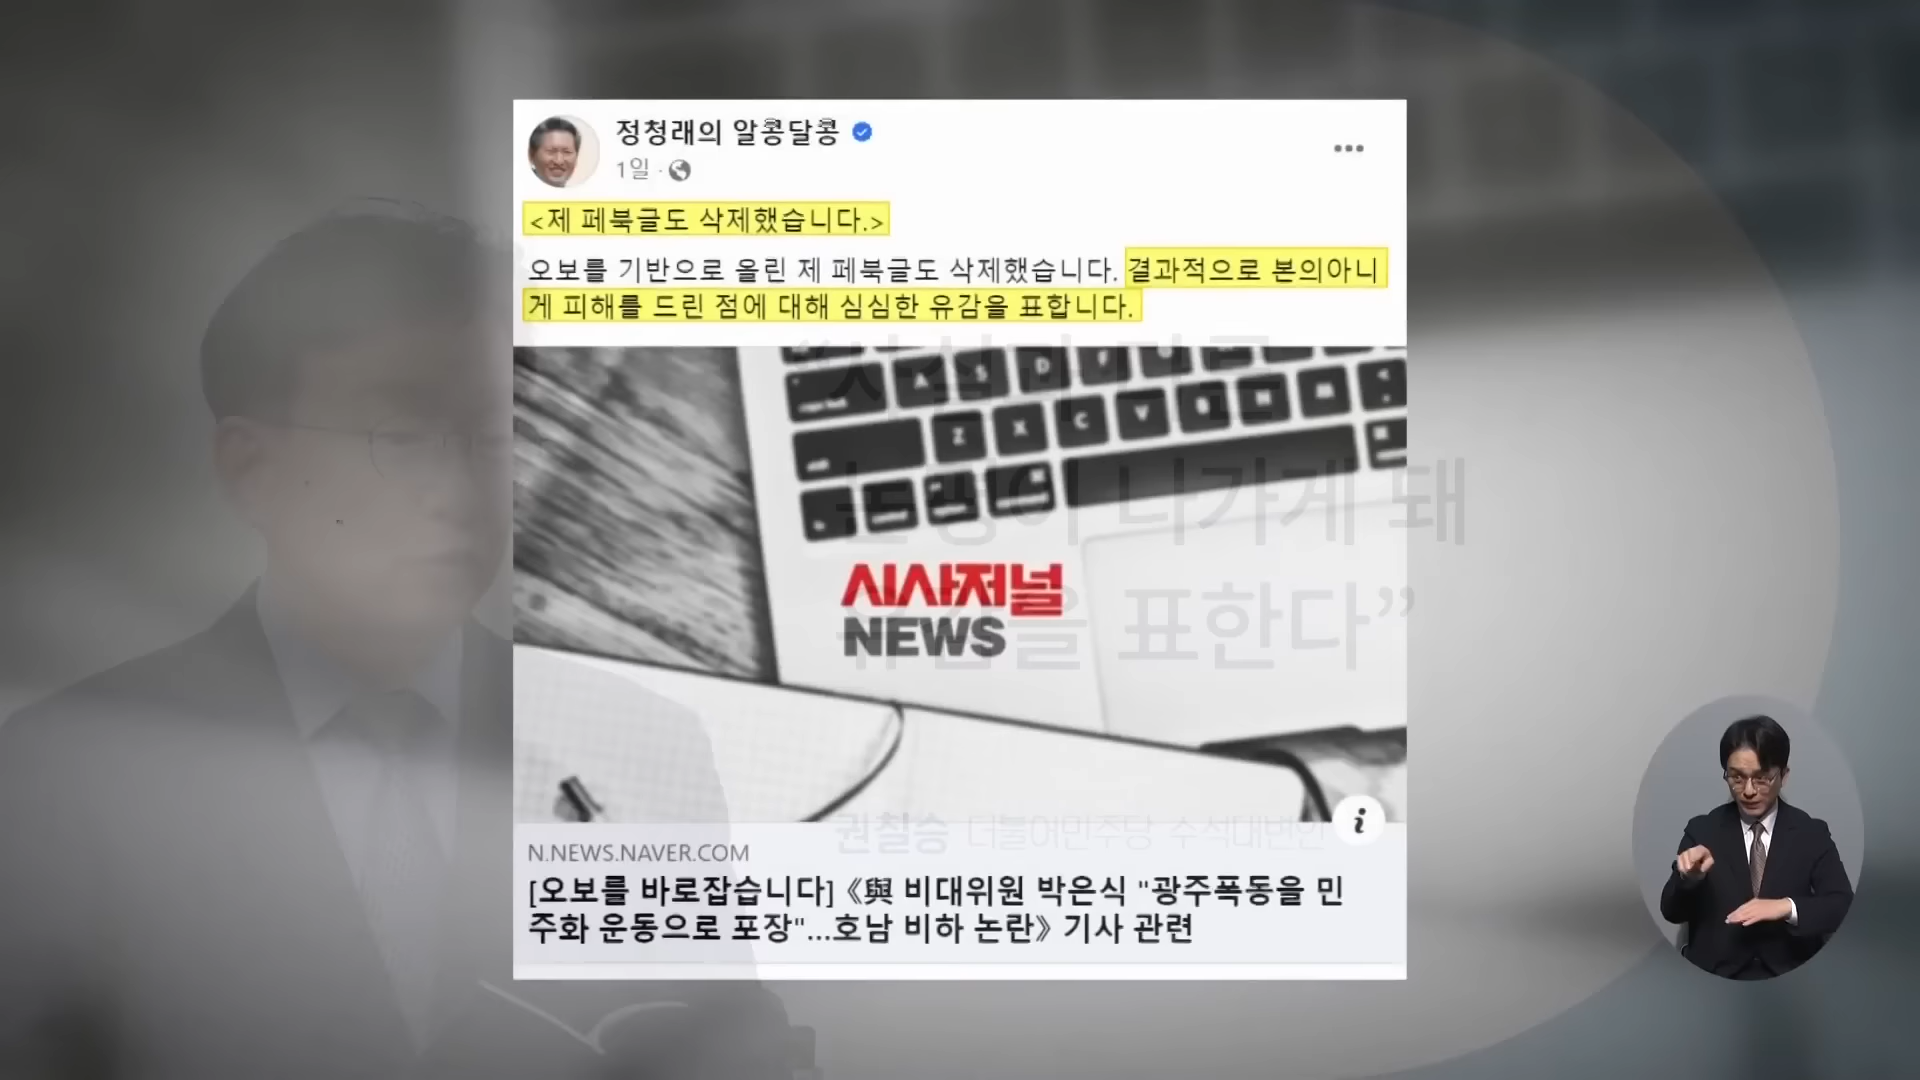 정청래의 알콩달콩
1일 ·
<제 페북글도 삭제했습니다.>
오보를 기반으로 올린 제 페북글도 삭제했습니다. 결과적으로 본의아니
게 피해를 드린 점에 대해 심심한 유감을 표합니다.
A S D F
Z X C V B N M
시사저널
NEWS
나가게 돼
유감을 표한다”
권칠승 더불어민주당 수석대변인
N.NEWS.NAVER.COM
[오보를 바로잡습니다]《與 비대위원 박은식 "광주폭동을 민
주화 운동으로 포장"...호남 비하 논란》기사 관련